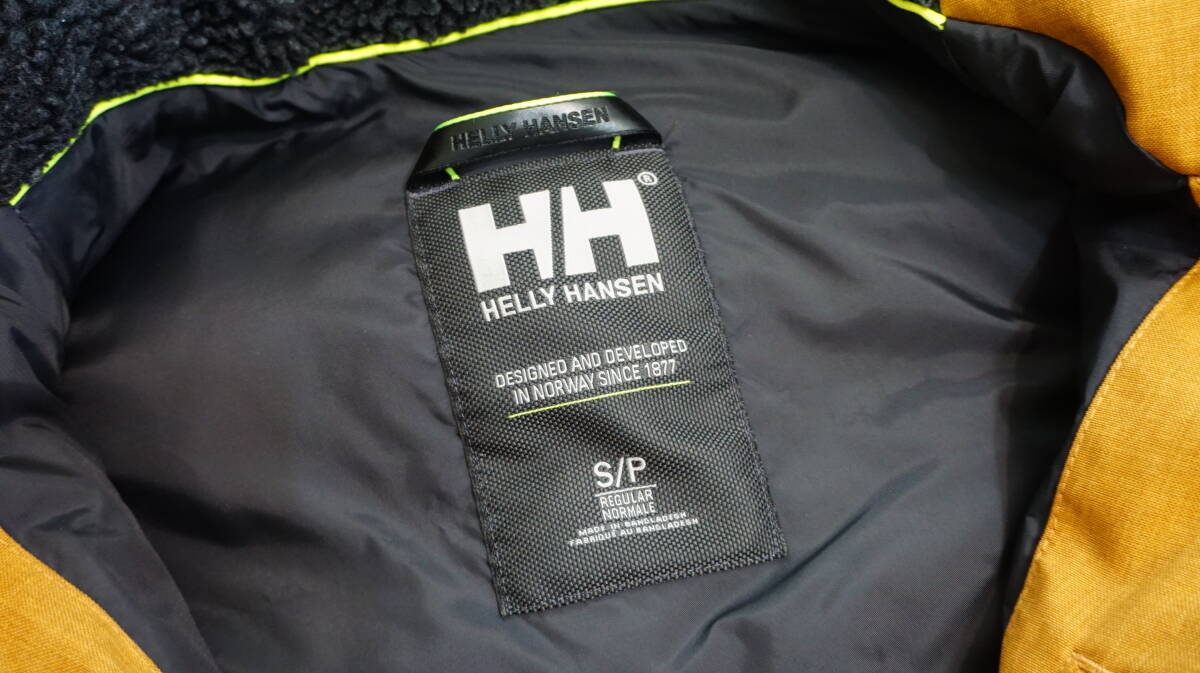 HELLY HANSEN
HH®
HELLY HANSEN
DESIGNED AND DEVELOPED
IN NORWAY SINCE 1877
S/P
REGULAR
NORMALE
MADE IN BANGLADESH
FABRIQUE AU BANGLADESH